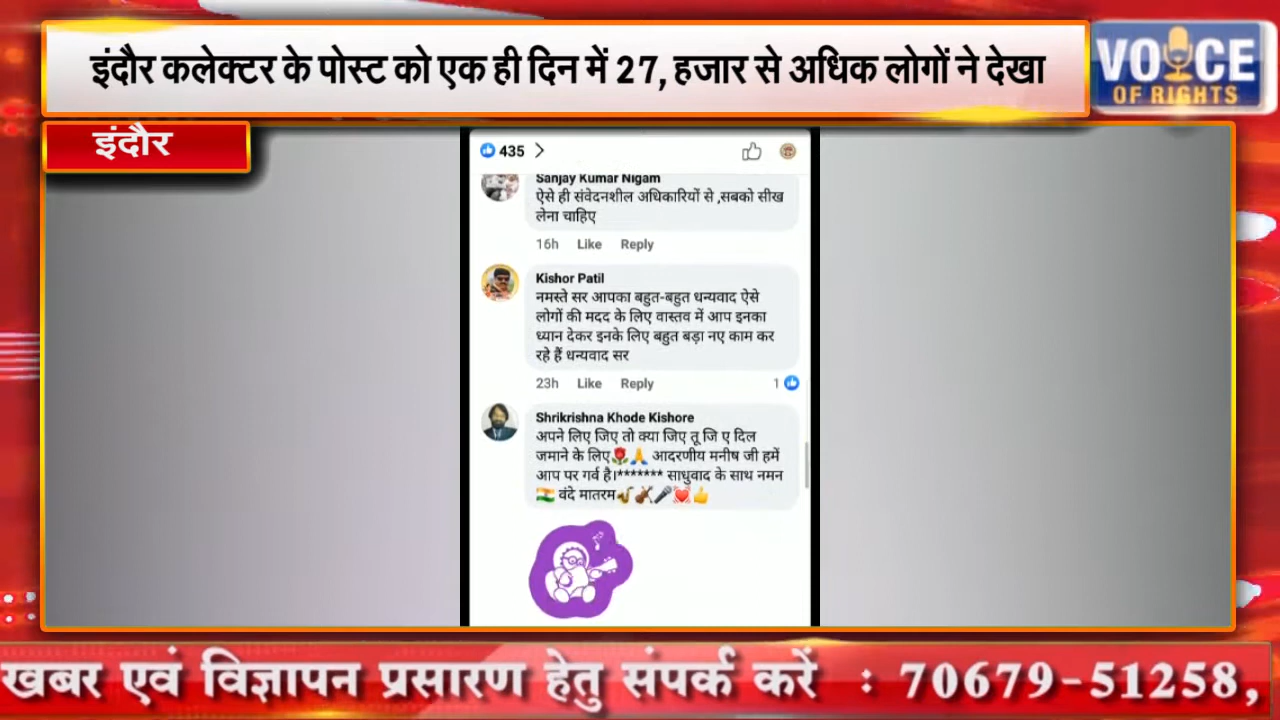 इंदौर कलेक्टर के पोस्ट को एक ही दिन में 27, हजार से अधिक लोगों ने देखा
VOICE
OF RIGHTS
इंदौर
435
Sanjay Kumar Nigam
ऐसे ही संवेदनशील अधिकारियों से ,सबको सीख
लेना चाहिए
16h Like Reply
Kishor Patil
नमस्ते सर आपका बहुत-बहुत धन्यवाद ऐसे
लोगों की मदद के लिए वास्तव में आप इनका
ध्यान देकर इनके लिए बहुत बड़ा नए काम कर
रहे हैं धन्यवाद सर
23h Like Reply 1
Shrikrishna Khode Kishore
अपने लिए जिए तो क्या जिए तू जि ए दिल
जमाने के लिए🌹🙏 आदरणीय मनीष जी हमें
आप पर गर्व है।******* साधुवाद के साथ नमन
🇮🇳 वंदे मातरम🎷🎻🎤💓👍
खबर एवं विज्ञापन प्रसारण हेतु संपर्क करें : 70679-51258,